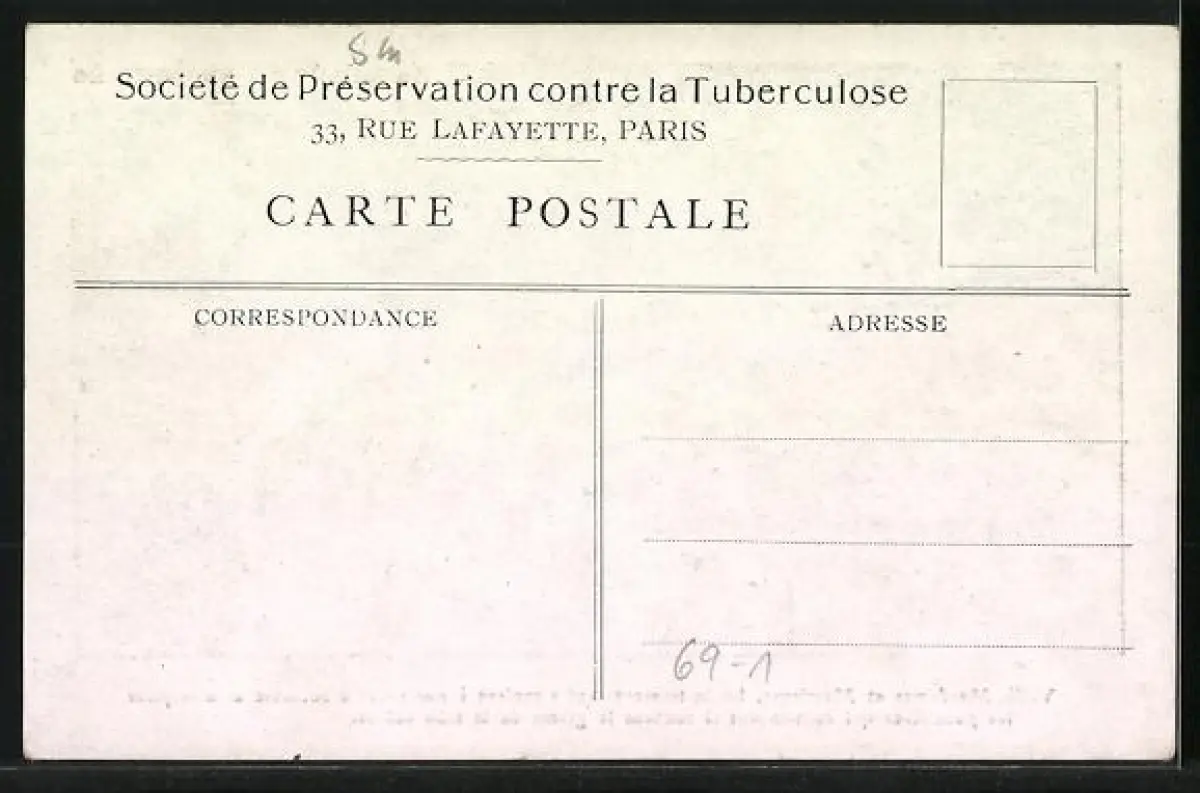 Société de Préservation contre la Tuberculose
33, RUE LAFAYETTE, PARIS
CARTE POSTALE
CORRESPONDANCE
ADRESSE
69-1